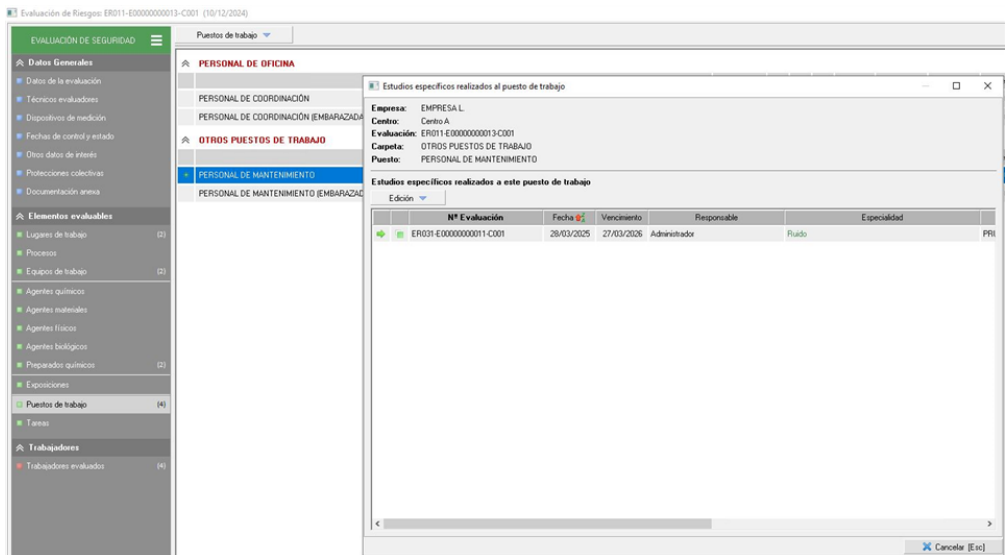 Evaluación de Riesgos: ER011-E00000000013-C001 (10/12/2024)
EVALUACIÓN DE SEGURIDAD
Datos Generales
Datos de la evaluación
Técnicos evaluadores
Dispositivos de medición
Fechas de control y estado
Otros datos de interés
Protecciones colectivas
Documentación anexa
Elementos evaluables
Lugares de trabajo (2)
Procesos
Equipos de trabajo (2)
Agentes químicos
Agentes materiales
Agentes físicos
Agentes biológicos
Preparados químicos (2)
Exposiciones
Puestos de trabajo (4)
Tareas
Trabajadores
Trabajadores evaluados (4)
Puestos de trabajo
PERSONAL DE OFICINA
PERSONAL DE COORDINACIÓN
PERSONAL DE COORDINACIÓN (EMBARAZADA
OTROS PUESTOS DE TRABAJO
PERSONAL DE MANTENIMIENTO
PERSONAL DE MANTENIMIENTO (EMBARAZAD
Estudios específicos realizados al puesto de trabajo
Empresa: EMPRESA L.
Centro: Centro A
Evaluación: ER011-E00000000013-C001
Carpeta: OTROS PUESTOS DE TRABAJO
Puesto: PERSONAL DE MANTENIMIENTO
Estudios específicos realizados a este puesto de trabajo
Edición
Nº Evaluación Fecha Vencimiento Responsable Especialidad
ER031-E00000000011-C001 28/03/2025 27/03/2026 Administrador Ruido PRU
Cancelar [Esc]